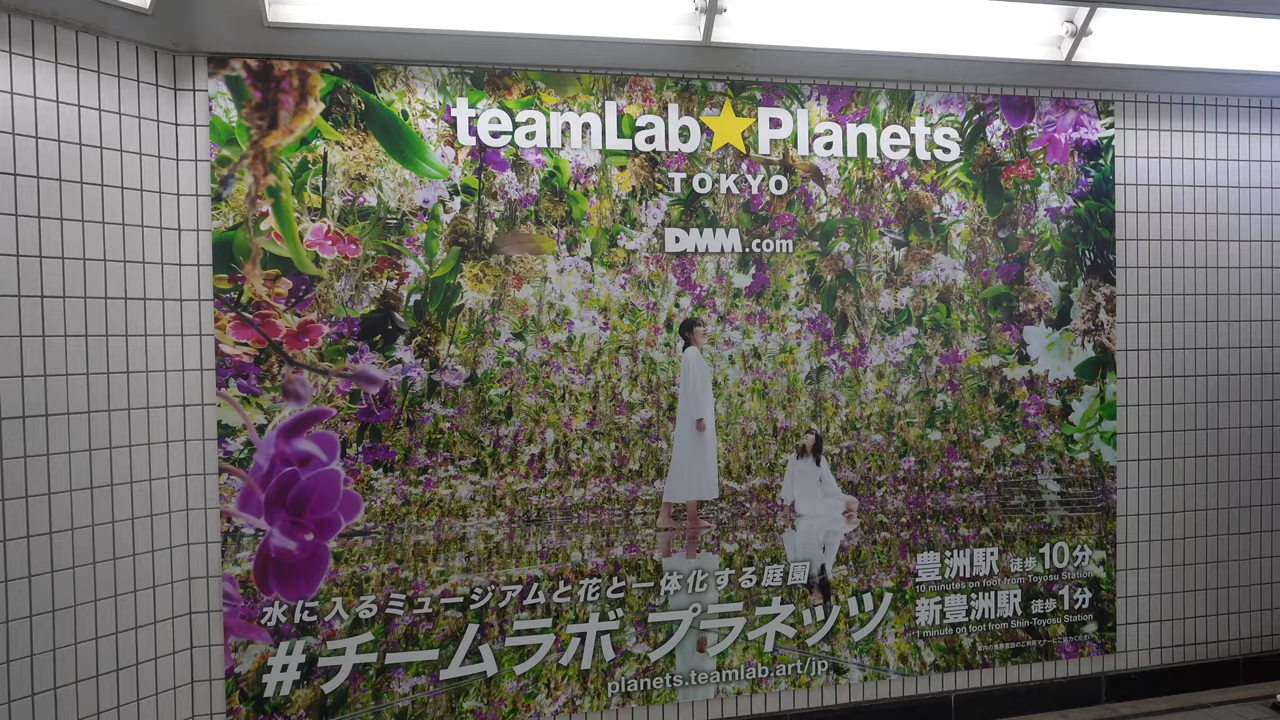 teamLab★Planets
TOKYO
DMM.com
水に入るミュージアムと花と一体化する庭園
#チームラボ プラネッツ
planets.teamlab.art/jp
豊洲駅 徒歩10分
10 minutes on foot from Toyosu Station
新豊洲駅 徒歩1分
1 minute on foot from Shin-Toyosu Station